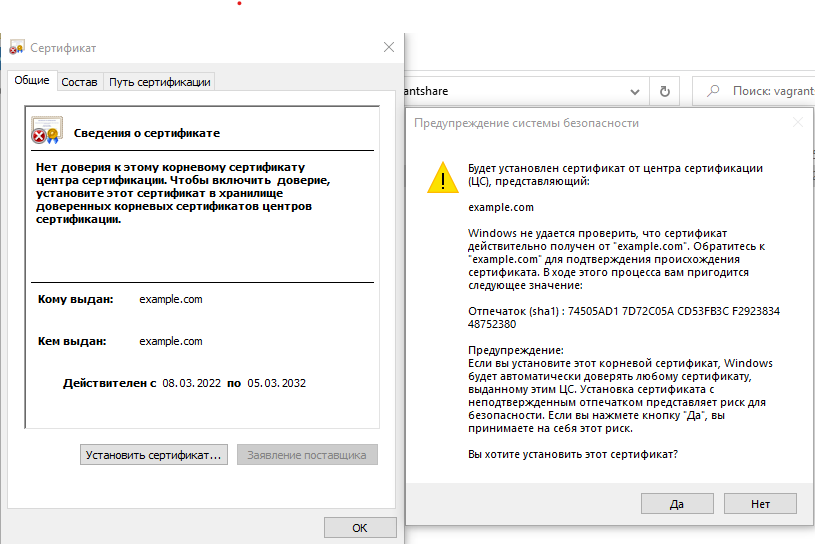 Сертификат
Общие
Состав
Путь сертификации
Сведения о сертификате
Нет доверия к этому корневому сертификату
центра сертификации. Чтобы включить доверие,
установите этот сертификат в хранилище
доверенных корневых сертификатов центров
сертификации.
Кому выдан: example.com
Кем выдан: example.com
Действителен с 08.03.2022 по 05.03.2032
Установить сертификат...
Заявление поставщика
ОК
antshare
Поиск: vagrants
Предупреждение системы безопасности
Будет установлен сертификат от центра сертификации
(ЦС), представляющий:
example.com
Windows не удается проверить, что сертификат
действительно получен от "example.com". Обратитесь к
"example.com" для подтверждения происхождения
сертификата. В ходе этого процесса вам пригодится
следующее значение:
Отпечаток (sha1) : 74505AD1 7D72C05A CD53FB3C F2923834
48752380
Предупреждение:
Если вы установите этот корневой сертификат, Windows
будет автоматически доверять любому сертификату,
выданному этим ЦС. Установка сертификата с
неподтвержденным отпечатком представляет риск для
безопасности. Если вы нажмете кнопку "Да", вы
принимаете на себя этот риск.
Вы хотите установить этот сертификат?
Да
Нет